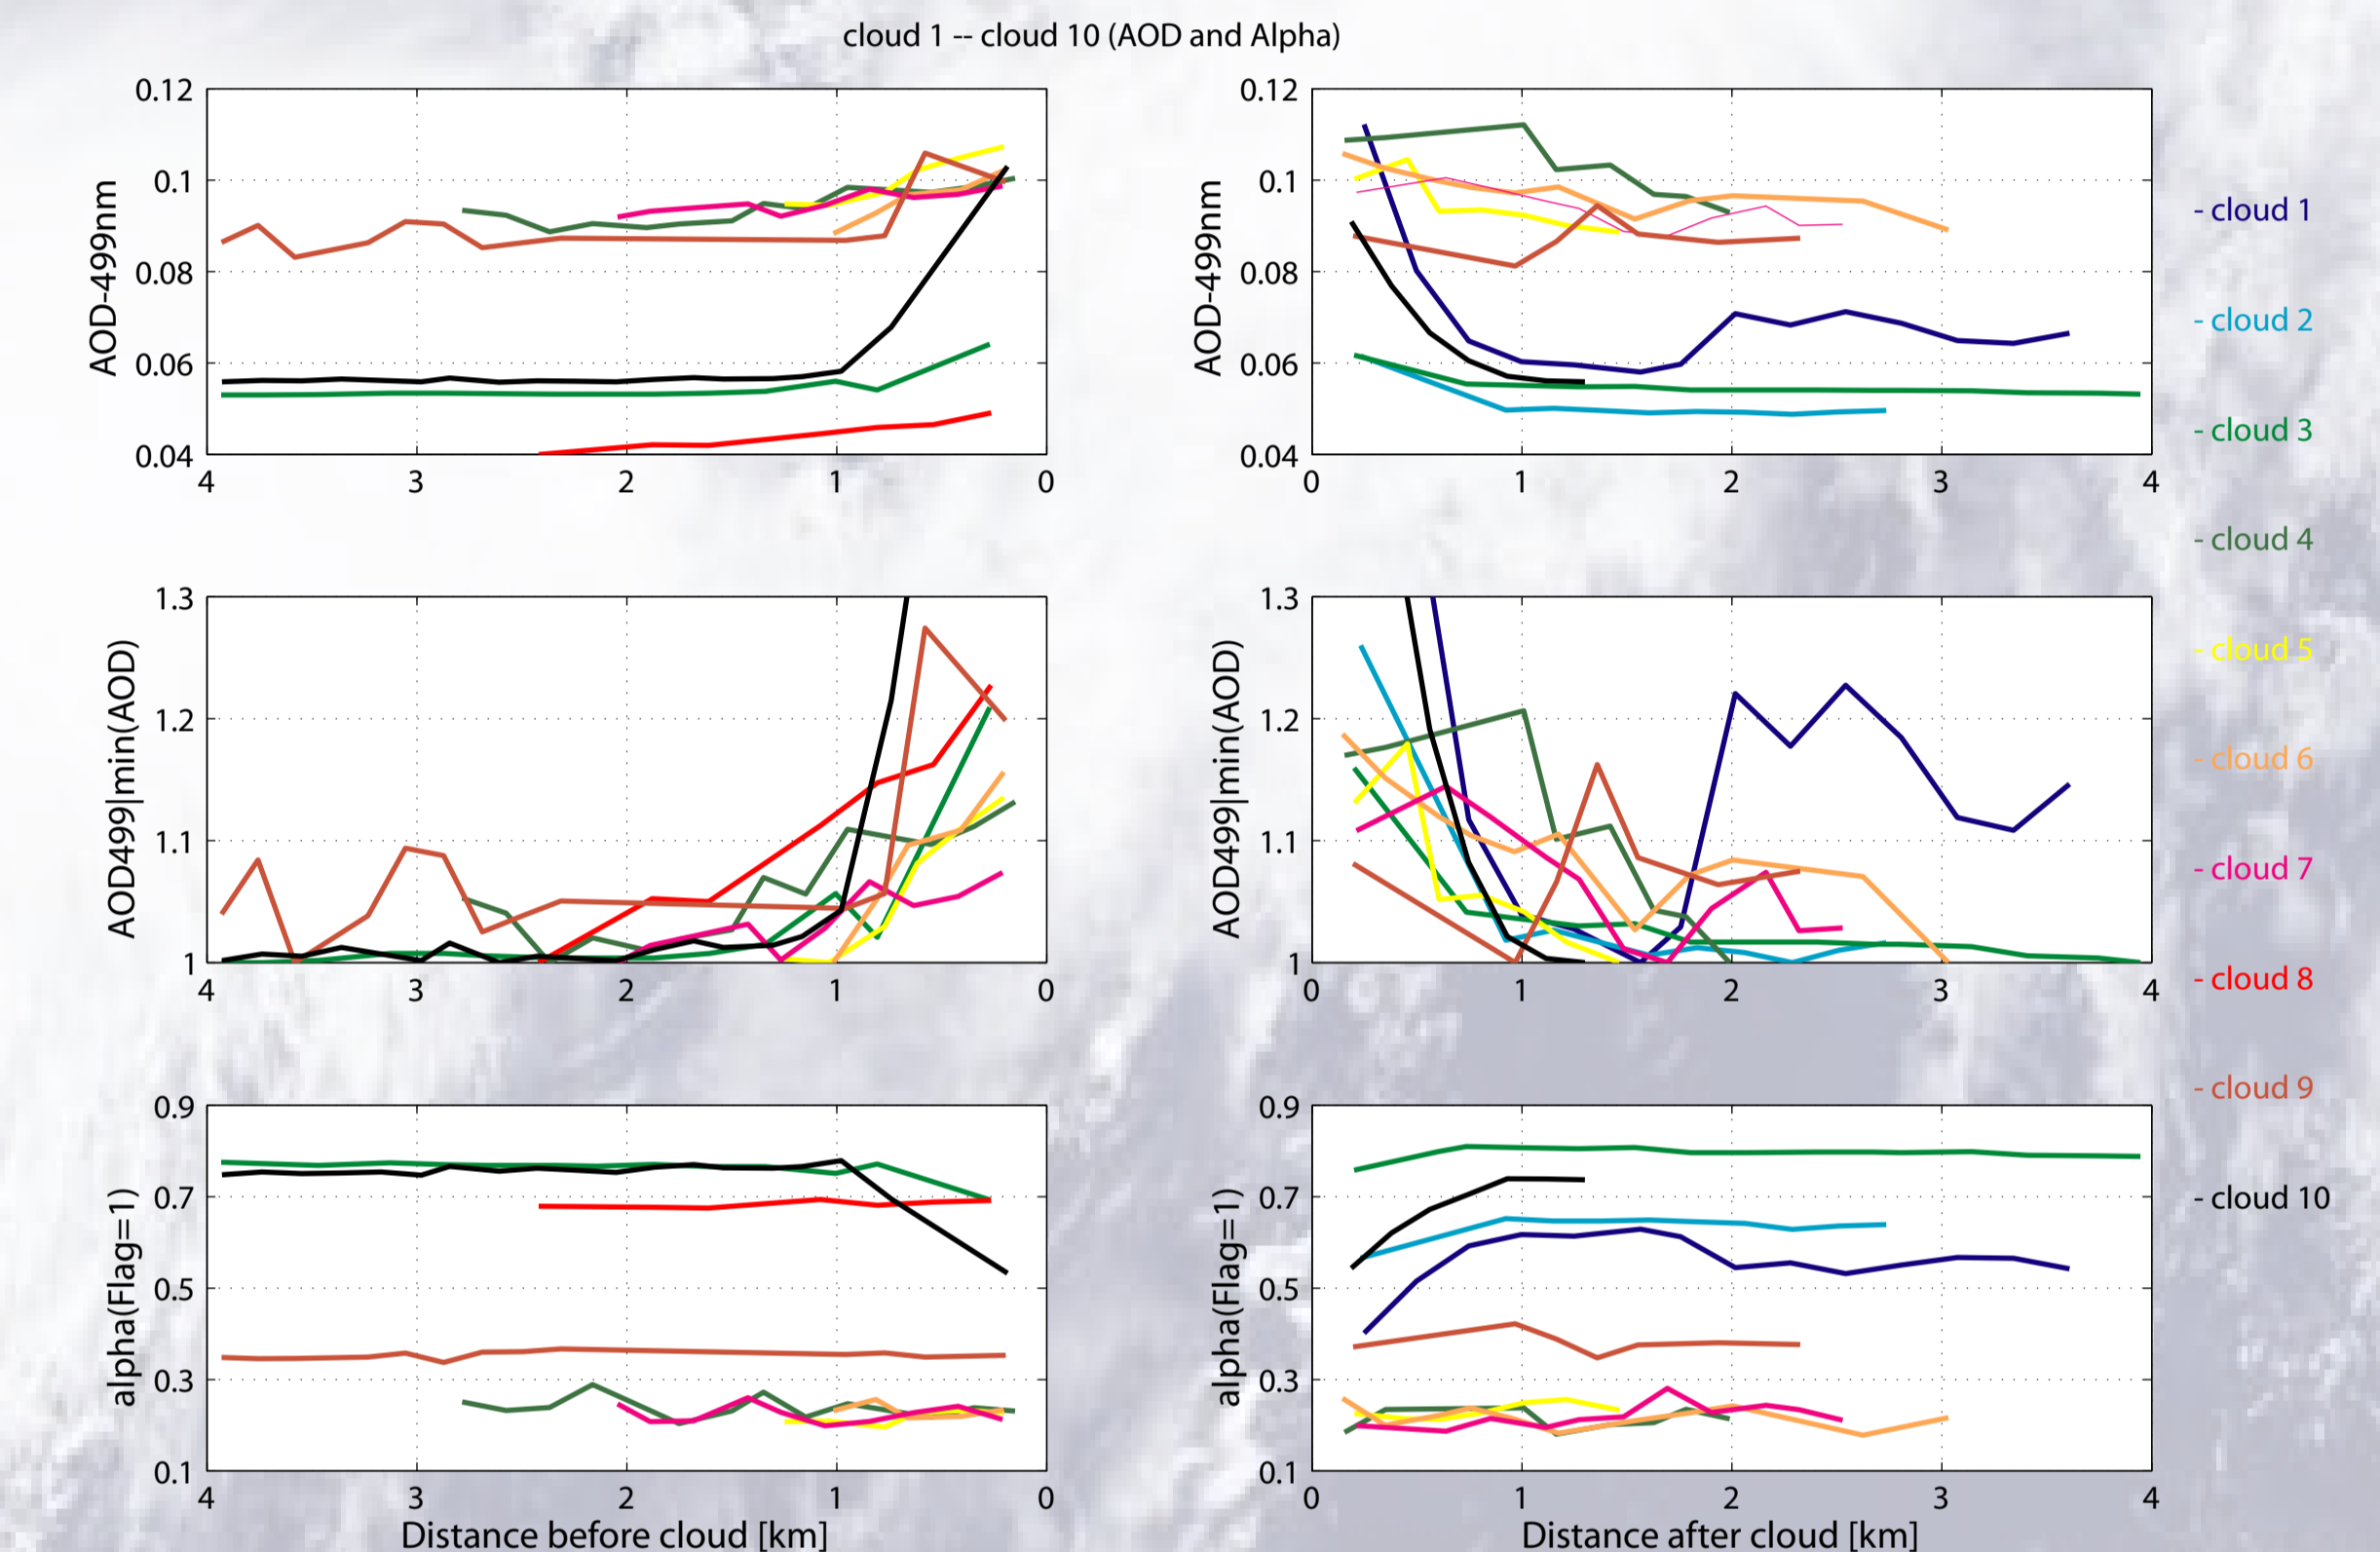 cloud 1 -- cloud 10 (AOD and Alpha)
0.12
0.1
0.08
0.06
0.04
AOD-499nm
4 3 2 1 0
0.12
0.1
0.08
0.06
0.04
AOD-499nm
0 1 2 3 4
1.3
1.2
1.1
1
AOD499|min(AOD)
4 3 2 1 0
1.3
1.2
1.1
1
AOD499|min(AOD)
0 1 2 3 4
0.9
0.7
0.5
0.3
0.1
alpha(Flag=1)
4 3 2 1 0
Distance before cloud [km]
0.9
0.7
0.5
0.3
0.1
alpha(Flag=1)
0 1 2 3 4
Distance after cloud [km]
- cloud 1
- cloud 2
- cloud 3
- cloud 4
- cloud 5
- cloud 6
- cloud 7
- cloud 8
- cloud 9
- cloud 10